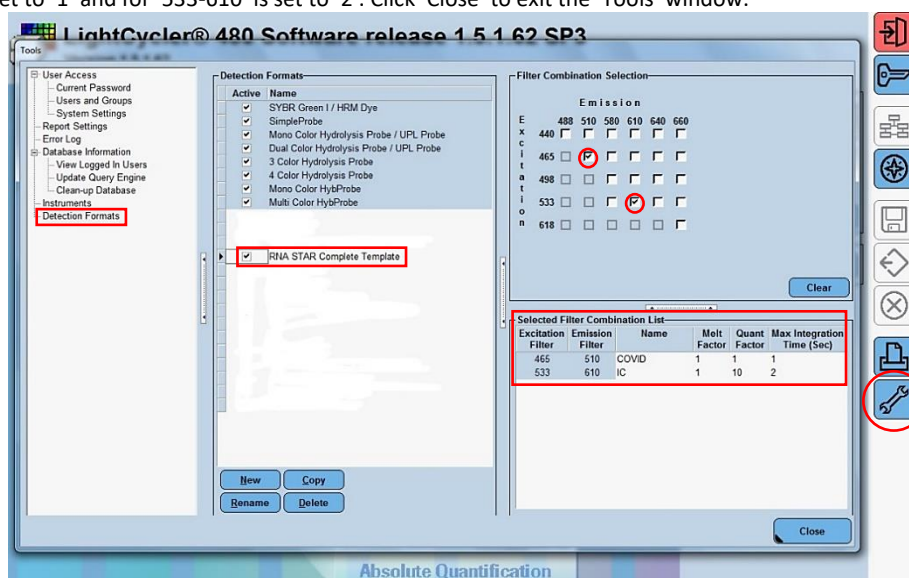 et to '1' and for '533-610' is set to '2'. Click 'Close' to exit the 'Tools' window.
LightCycler® 480 Software release 1.5.1.62 SP3
Tools
User Access
Current Password
Users and Groups
System Settings
Report Settings
Error Log
Database Information
View Logged In Users
Update Query Engine
Clean-up Database
Instruments
Detection Formats
Detection Formats
Active Name
SYBR Green I / HRM Dye
SimpleProbe
Mono Color Hydrolysis Probe / UPL Probe
Dual Color Hydrolysis Probe / UPL Probe
3 Color Hydrolysis Probe
4 Color Hydrolysis Probe
Mono Color HybProbe
Multi Color HybProbe
RNA STAR Complete Template
New Copy
Rename Delete
Filter Combination Selection
Emission
488 510 580 610 640 660
Excitation
440
465
498
533
618
Clear
Selected Filter Combination List
Excitation Filter Emission Filter Name Melt Factor Quant Factor Max Integration Time (Sec)
465 510 COVID 1 1 1
533 610 IC 1 10 2
Close
Absolute Quantification